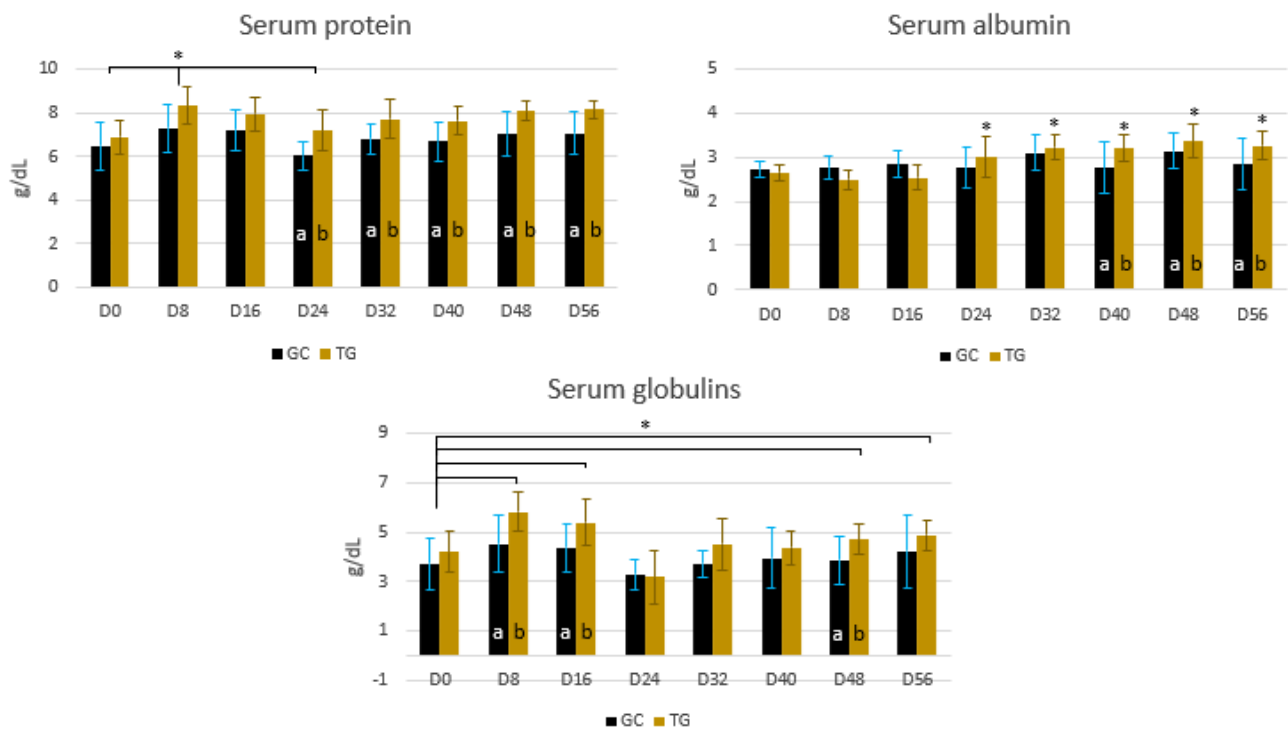 Serum protein
*
10
8
6
4
2
0
g/dL
a b a b a b a b a b
D0 D8 D16 D24 D32 D40 D48 D56
GC TG
Serum albumin
5
4
3
2
1
0
g/dL
* * * * *
a b a b a b
D0 D8 D16 D24 D32 D40 D48 D56
GC TG
Serum globulins
*
9
7
5
3
1
-1
g/dL
a b a b a b
D0 D8 D16 D24 D32 D40 D48 D56
GC TG